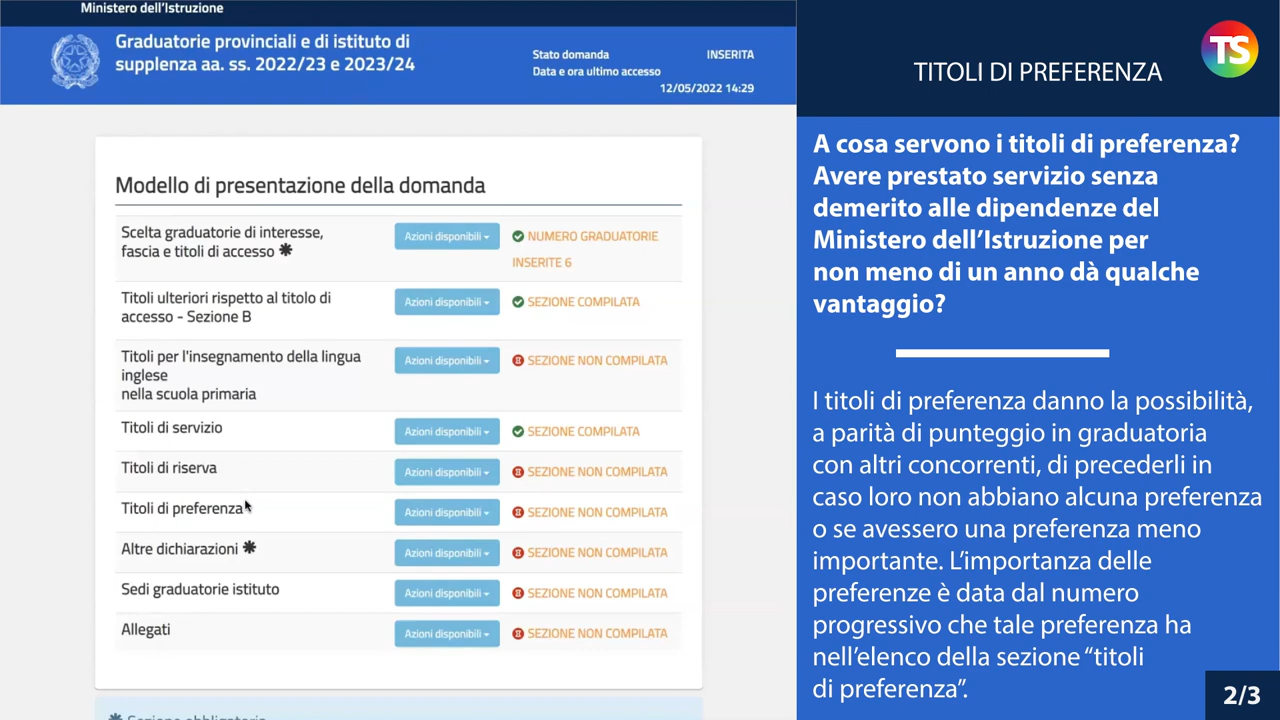 Ministero dell'Istruzione
Graduatorie provinciali e di istituto di
supplenza aa. ss. 2022/23 e 2023/24
Stato domanda INSERITA
Data e ora ultimo accesso
12/05/2022 14:29
Modello di presentazione della domanda
Scelta graduatorie di interesse,
fascia e titoli di accesso ✱
Azioni disponibili
NUMERO GRADUATORIE
INSERITE 6
Titoli ulteriori rispetto al titolo di
accesso - Sezione B
Azioni disponibili
SEZIONE COMPILATA
Titoli per l'insegnamento della lingua
inglese
nella scuola primaria
Azioni disponibili
SEZIONE NON COMPILATA
Titoli di servizio
Azioni disponibili
SEZIONE COMPILATA
Titoli di riserva
Azioni disponibili
SEZIONE NON COMPILATA
Titoli di preferenza
Azioni disponibili
SEZIONE NON COMPILATA
Altre dichiarazioni ✱
Azioni disponibili
SEZIONE NON COMPILATA
Sedi graduatorie istituto
Azioni disponibili
SEZIONE NON COMPILATA
Allegati
Azioni disponibili
SEZIONE NON COMPILATA
✱ Sezione obbligatoria
TITOLI DI PREFERENZA
TS
A cosa servono i titoli di preferenza?
Avere prestato servizio senza
demerito alle dipendenze del
Ministero dell'Istruzione per
non meno di un anno dà qualche
vantaggio?
I titoli di preferenza danno la possibilità,
a parità di punteggio in graduatoria
con altri concorrenti, di precederli in
caso loro non abbiano alcuna preferenza
o se avessero una preferenza meno
importante. L'importanza delle
preferenze è data dal numero
progressivo che tale preferenza ha
nell'elenco della sezione "titoli
di preferenza".
2/3